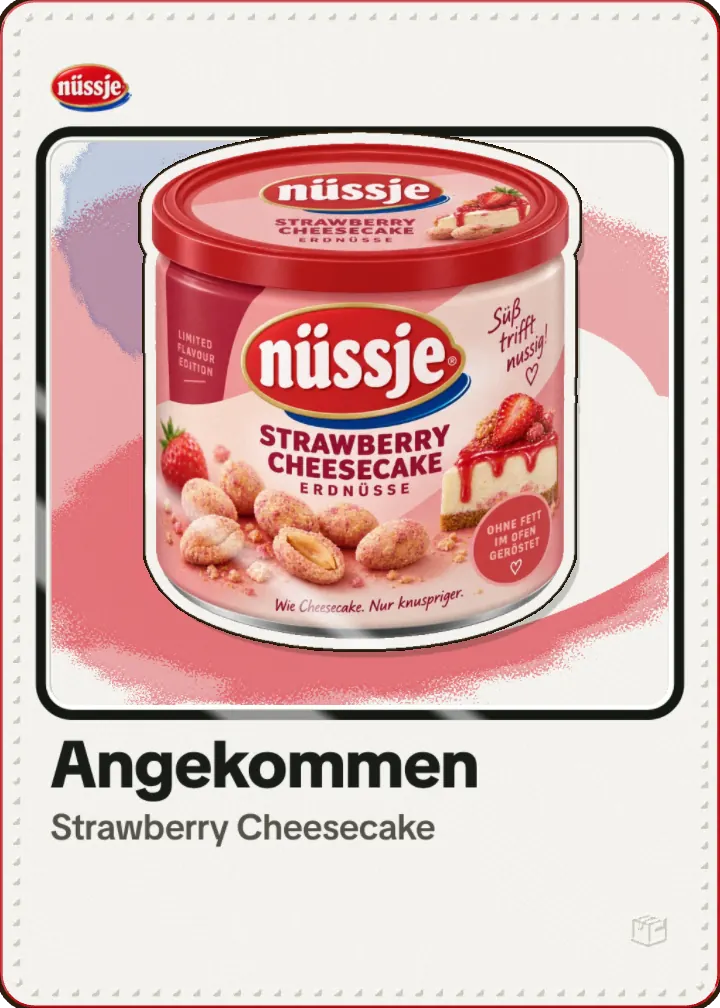 nüssje
nüssje
STRAWBERRY
CHEESECAKE
ERDNÜSSE
LIMITED
FLAVOUR
EDITION
Süß
trifft
nussig!
nüssje®
STRAWBERRY
CHEESECAKE
ERDNÜSSE
OHNE FETT
IM OFEN
GERÖSTET
Wie Cheesecake. Nur knuspriger.
Angekommen
Strawberry Cheesecake